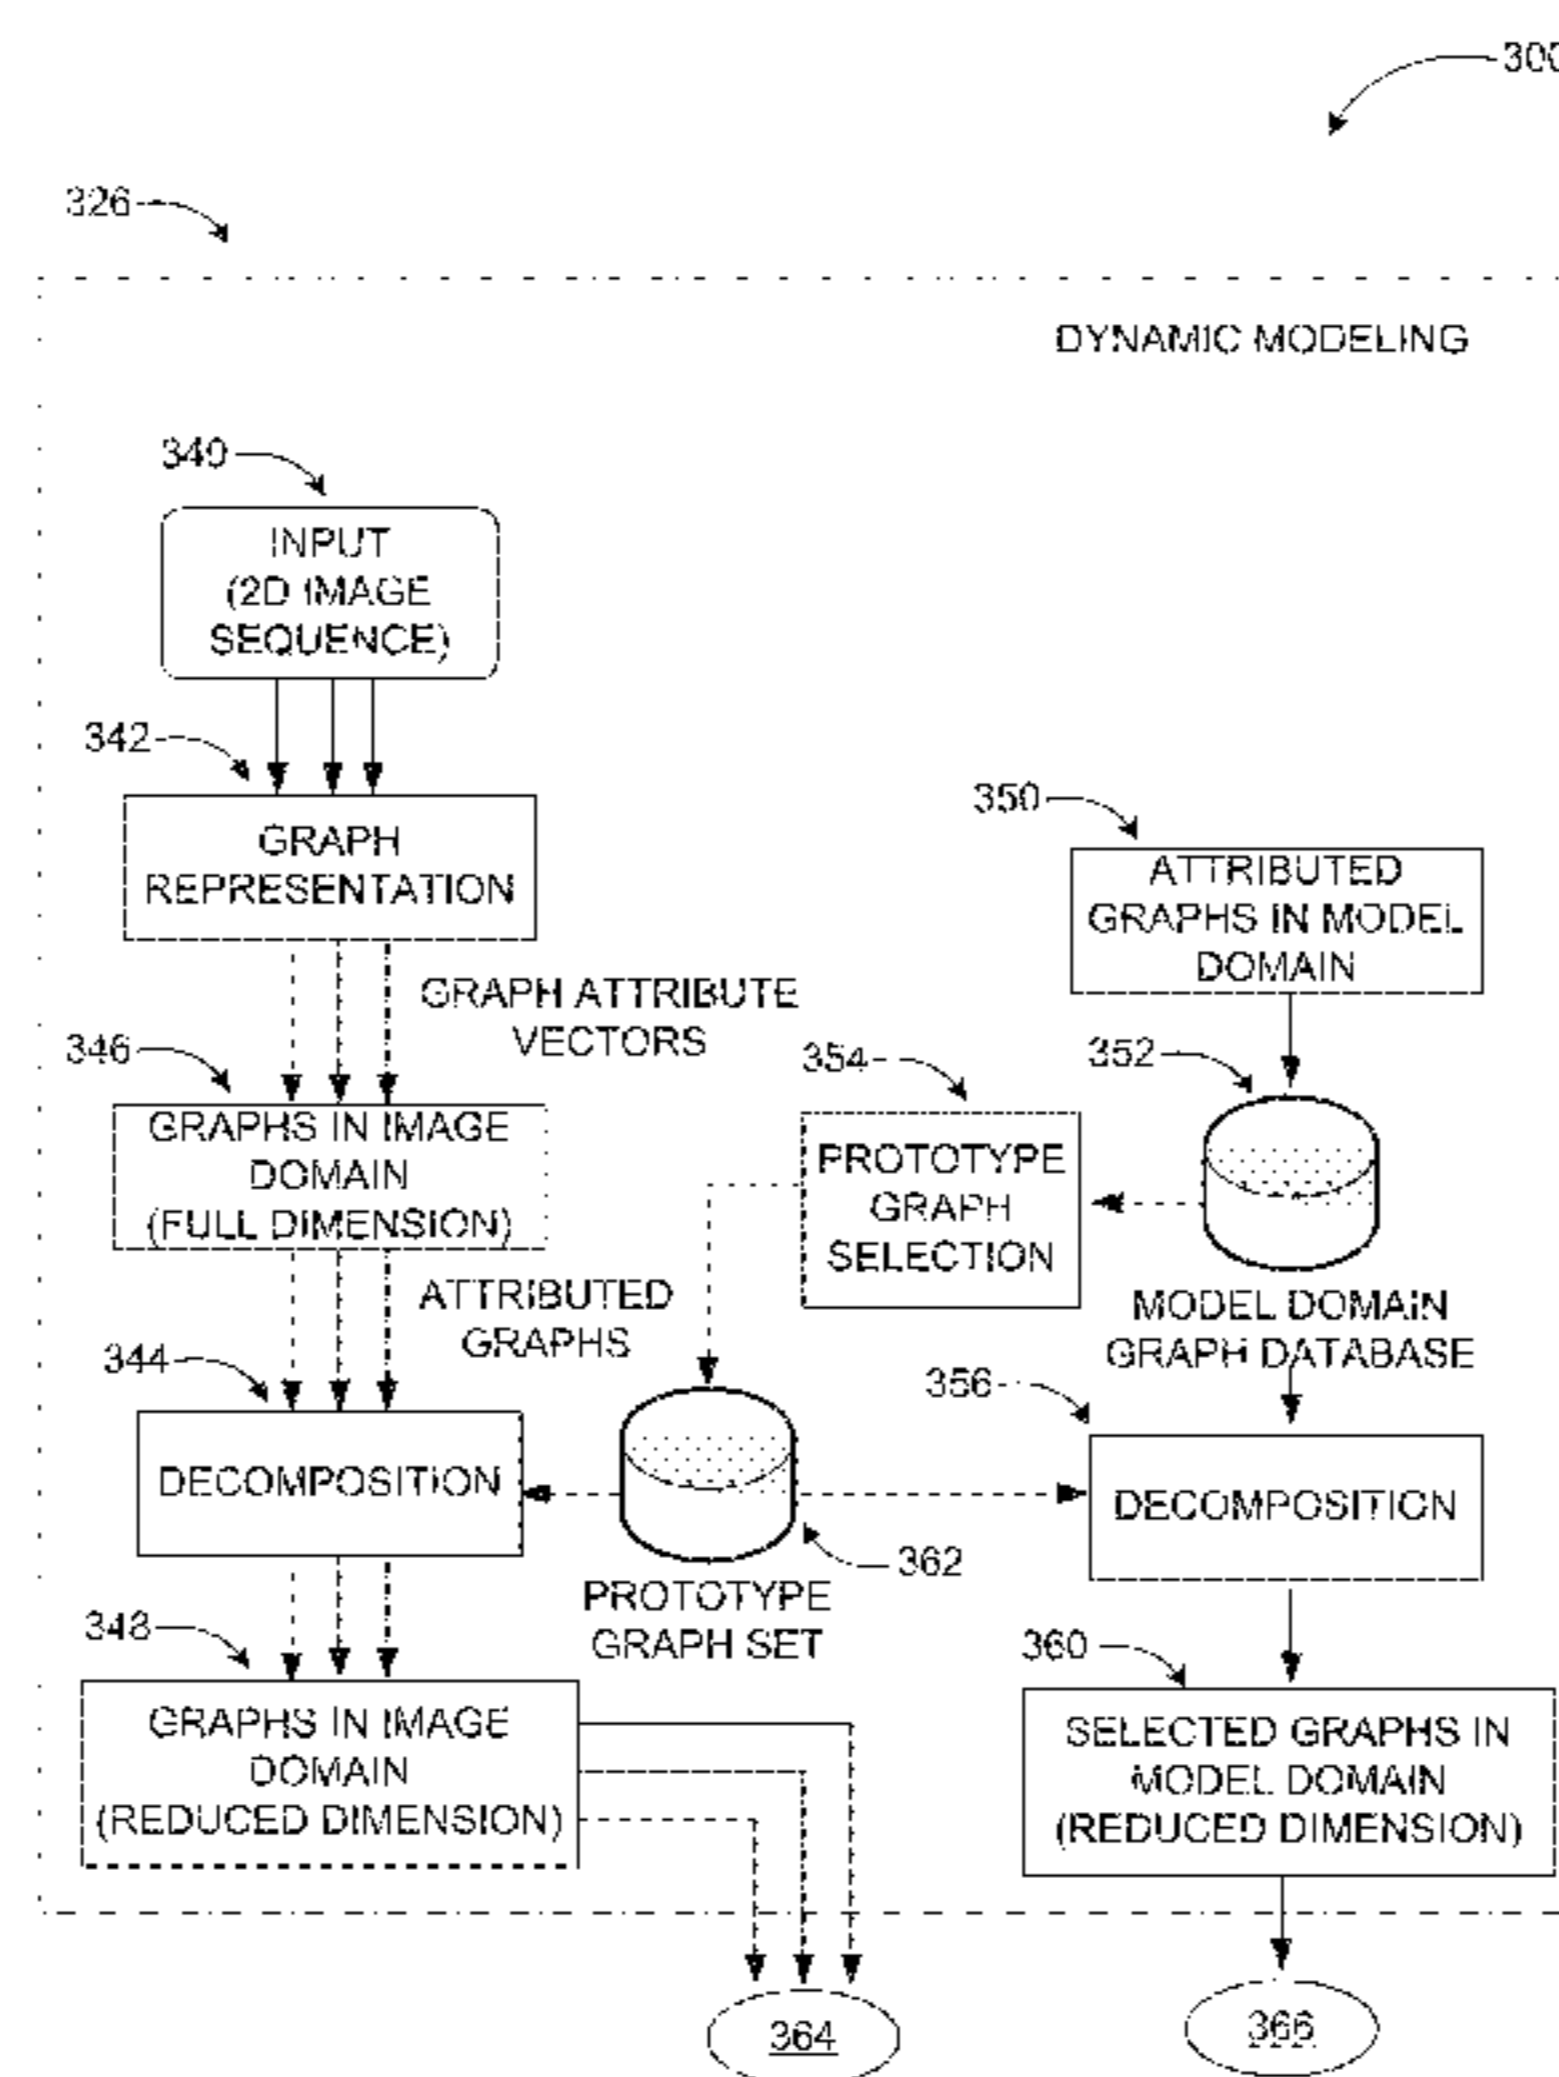 300
326
DYNAMIC MODELING
340
INPUT
(2D IMAGE
SEQUENCE)
342
GRAPH
REPRESENTATION
350
ATTRIBUTED
GRAPHS IN MODEL
DOMAIN
GRAPH ATTRIBUTE
VECTORS
346
354
352
GRAPHS IN IMAGE
DOMAIN
(FULL DIMENSION)
PROTOTYPE
GRAPH
SELECTION
MODEL DOMAIN
GRAPH DATABASE
ATTRIBUTED
GRAPHS
344
356
DECOMPOSITION
DECOMPOSITION
362
PROTOTYPE
GRAPH SET
348
360
GRAPHS IN IMAGE
DOMAIN
(REDUCED DIMENSION)
SELECTED GRAPHS IN
MODEL DOMAIN
(REDUCED DIMENSION)
364
366